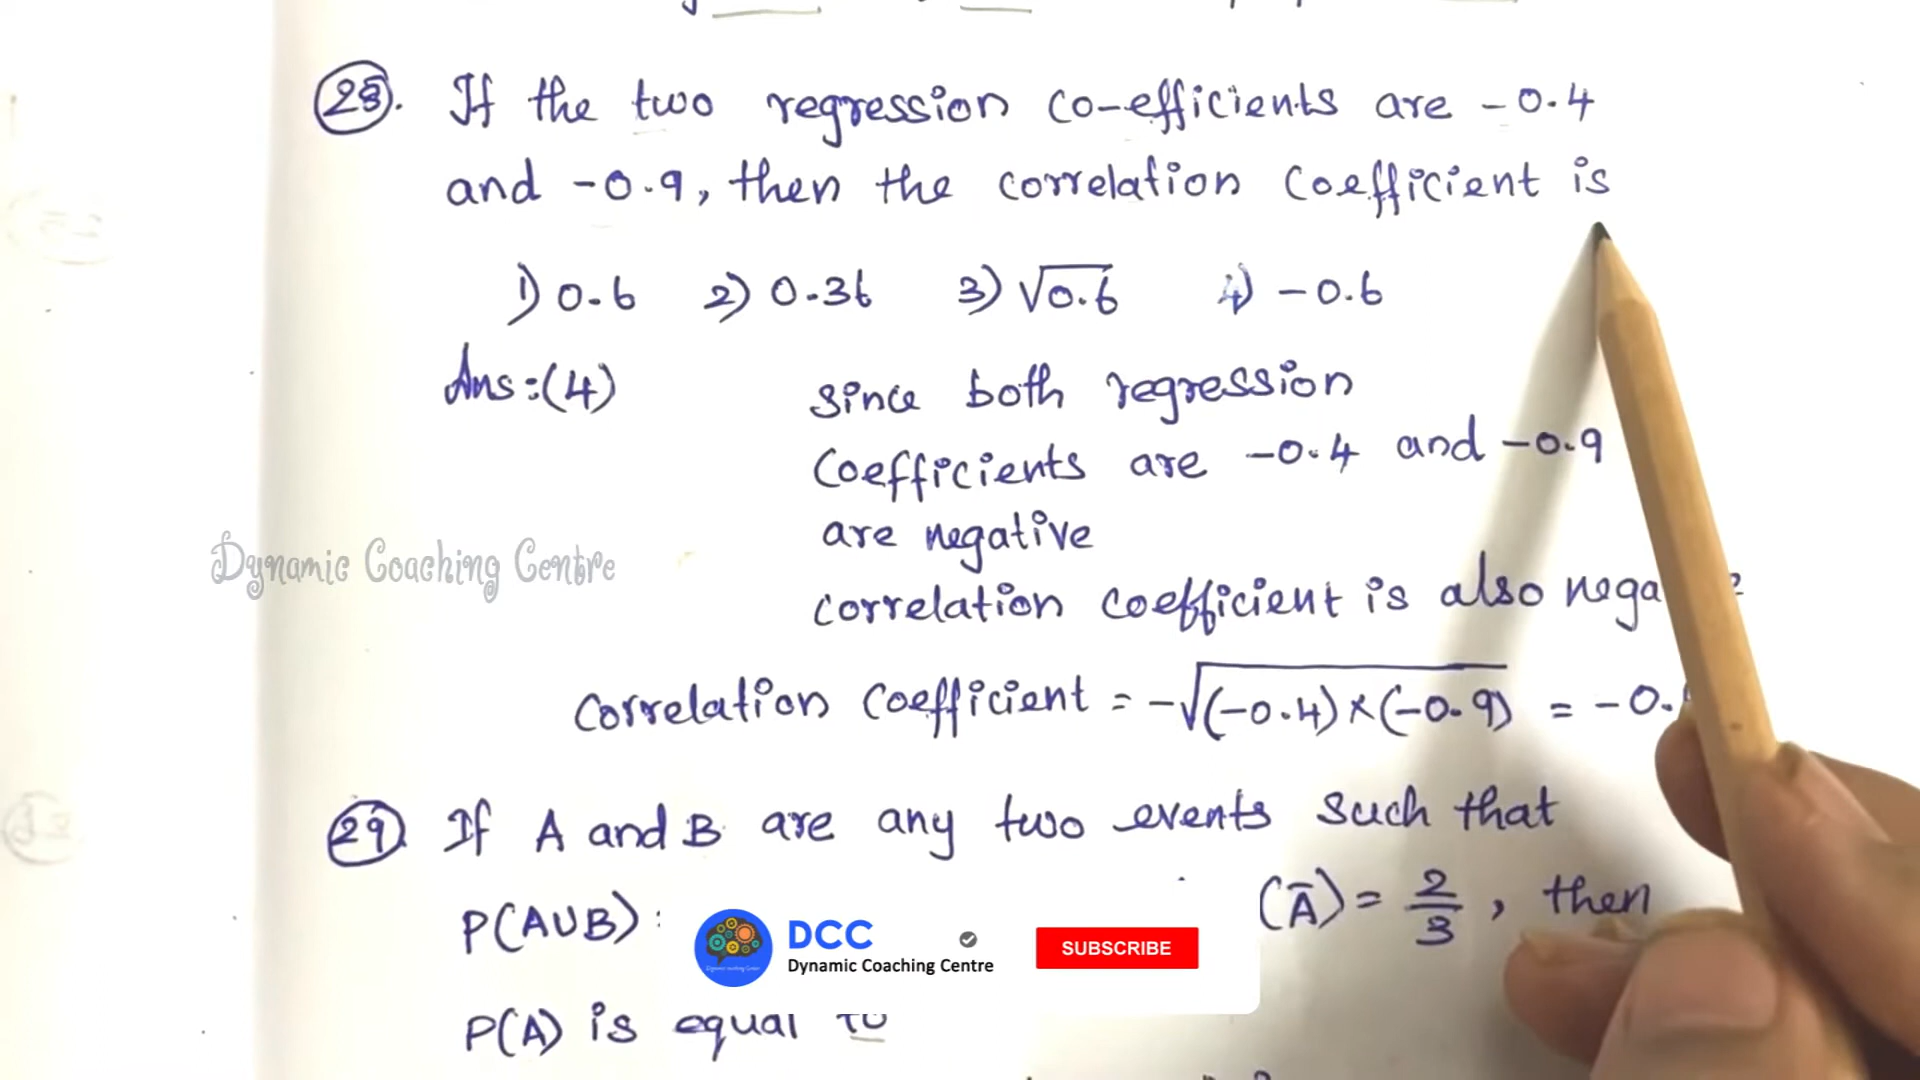 28. If the two regression co-efficients are -0.4
and -0.9, then the correlation coefficient is
1) 0.6 2) 0.36 3) √0.6 4) -0.6
Ans:(4) since both regression
coefficients are -0.4 and -0.9
are negative
Dynamic Coaching Centre
correlation coefficient is also
correlation coefficient = -√(-0.4)×(-0.9) = -0.
29. If A and B are any two events such that
P(A∪B) (Ā) = 2/3, then
DCC
Dynamic Coaching Centre
SUBSCRIBE
P(A) is equal to